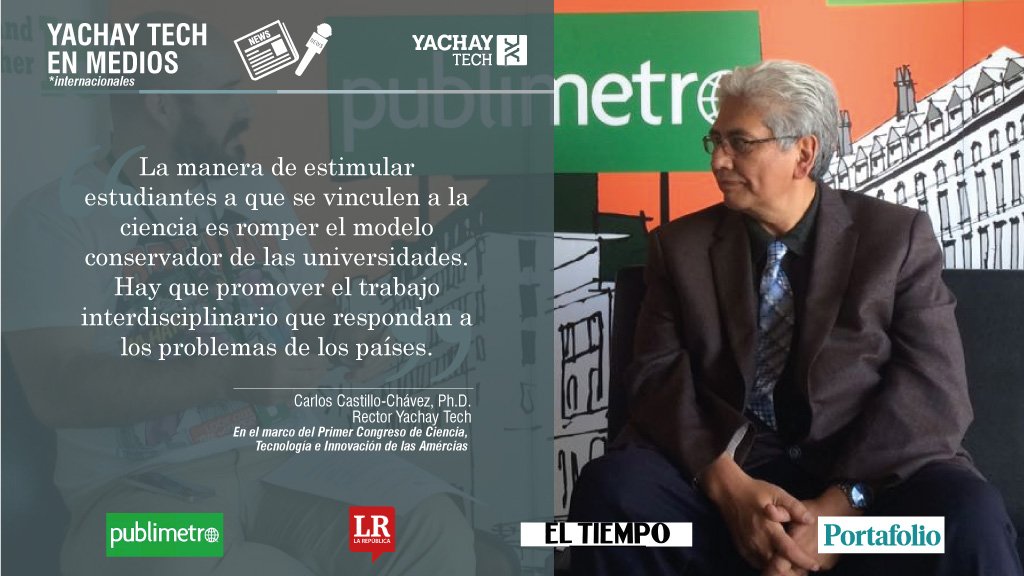 YACHAY TECH
EN MEDIOS
*internacionales
NEWS
YACHAY
TECH
publimetro
La manera de estimular
estudiantes a que se vinculen a la
ciencia es romper el modelo
conservador de las universidades.
Hay que promover el trabajo
interdisciplinario que respondan a
los problemas de los países.
Carlos Castillo-Chávez, Ph.D.
Rector Yachay Tech
En el marco del Primer Congreso de Ciencia,
Tecnología e Innovación de las Amércias
publimetro
LR
LA REPÚBLICA
EL TIEMPO
Portafolio